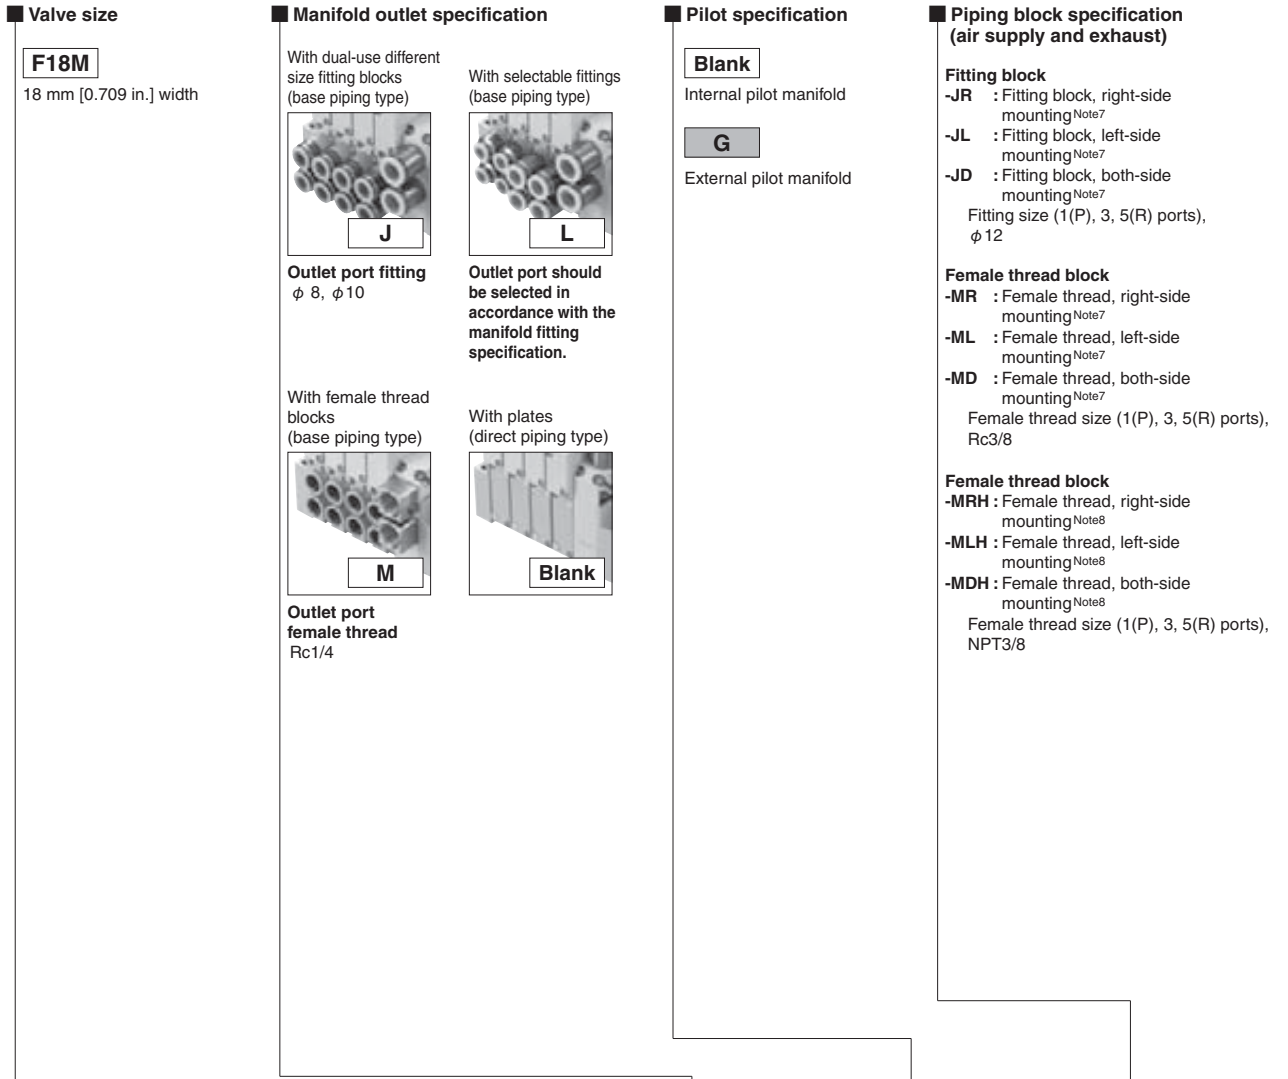 ■ Valve size
F18M
18 mm [0.709 in.] width
■ Manifold outlet specification
With dual-use different
size fitting blocks
(base piping type)
J
Outlet port fitting
φ 8, φ10
With selectable fittings
(base piping type)
L
Outlet port should
be selected in
accordance with the
manifold fitting
specification.
With female thread
blocks
(base piping type)
M
Outlet port
female thread
Rc1/4
With plates
(direct piping type)
Blank
■ Pilot specification
Blank
Internal pilot manifold
G
External pilot manifold
■ Piping block specification
(air supply and exhaust)
Fitting block
-JR : Fitting block, right-side
mounting Note7
-JL : Fitting block, left-side
mounting Note7
-JD : Fitting block, both-side
mounting Note7
Fitting size (1(P), 3, 5(R) ports),
φ12
Female thread block
-MR : Female thread, right-side
mounting Note7
-ML : Female thread, left-side
mounting Note7
-MD : Female thread, both-side
mounting Note7
Female thread size (1(P), 3, 5(R) ports),
Rc3/8
Female thread block
-MRH : Female thread, right-side
mounting Note8
-MLH : Female thread, left-side
mounting Note8
-MDH : Female thread, both-side
mounting Note8
Female thread size (1(P), 3, 5(R) ports),
NPT3/8